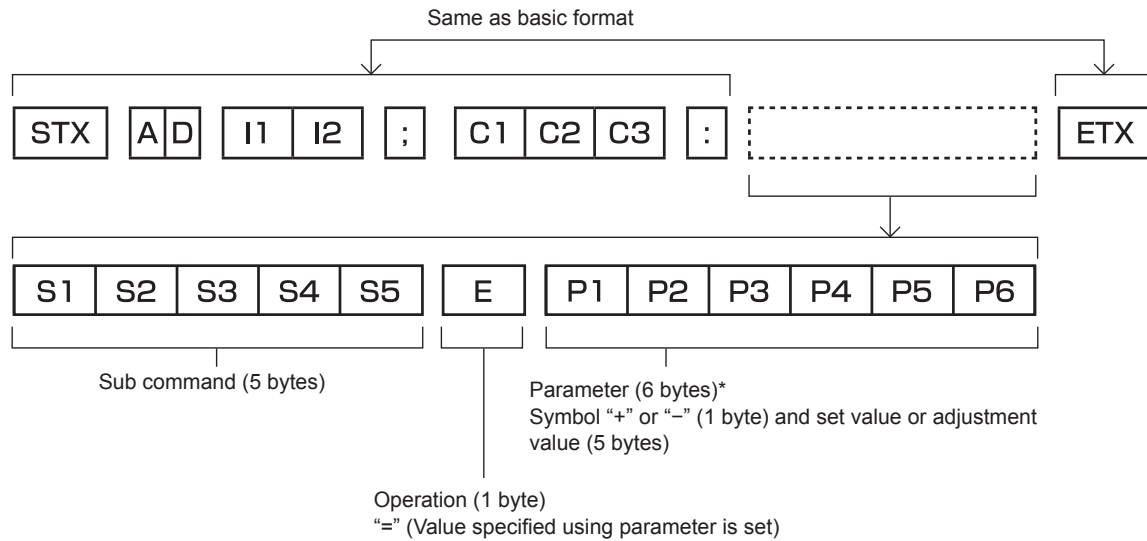 Same as basic format
STX A D I1 I2 ; C1 C2 C3 : ETX
S1 S2 S3 S4 S5 E P1 P2 P3 P4 P5 P6
Sub command (5 bytes)
Parameter (6 bytes)*
Symbol “+” or “−” (1 byte) and set value or adjustment
value (5 bytes)
Operation (1 byte)
“=” (Value specified using parameter is set)